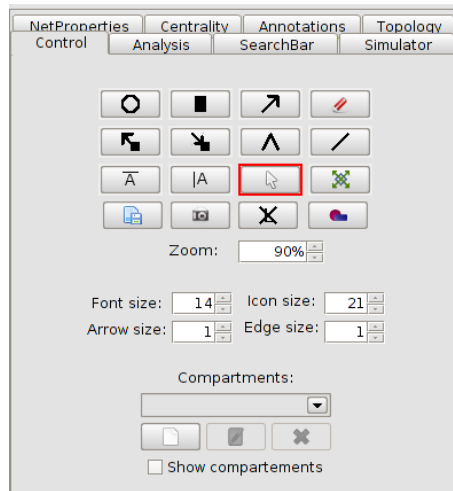 NetProperties Centrality Annotations Topology
Control Analysis SearchBar Simulator
A |A
Zoom: 90%
Font size: 14 Icon size: 21
Arrow size: 1 Edge size: 1
Compartments:
Show compartements